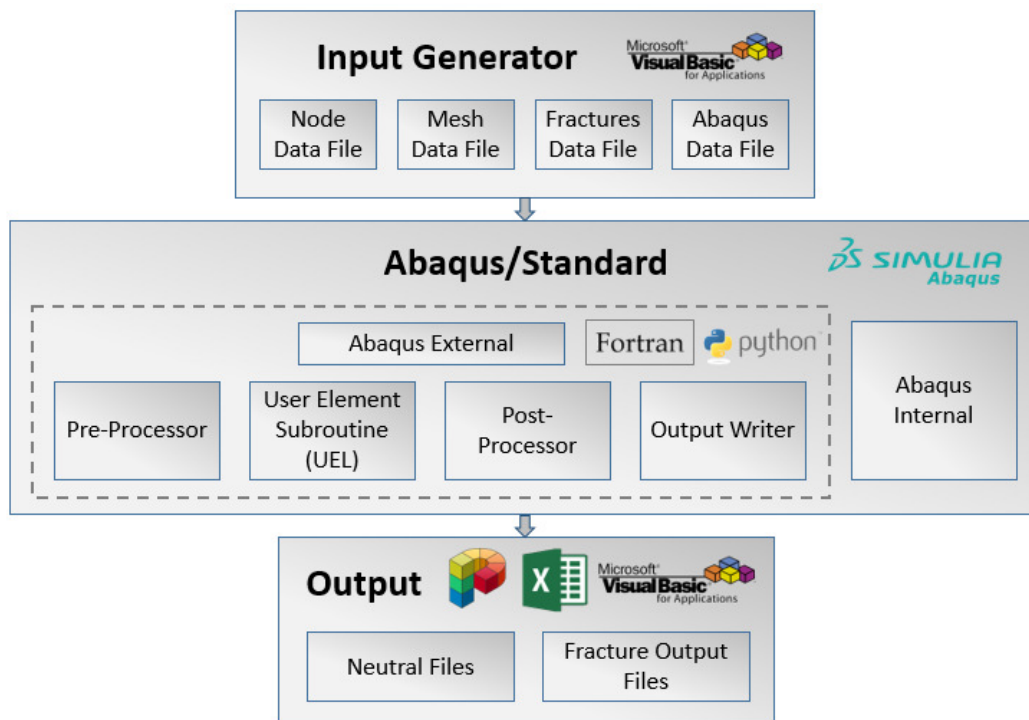 Input Generator
Microsoft®
Visual Basic®
for Applications
Node
Data File
Mesh
Data File
Fractures
Data File
Abaqus
Data File
Abaqus/Standard
SIMULIA
Abaqus
Abaqus External
Fortran
python™
Pre-Processor
User Element
Subroutine
(UEL)
Post-
Processor
Output Writer
Abaqus
Internal
Output
X
Microsoft®
Visual Basic®
for Applications
Neutral Files
Fracture Output
Files